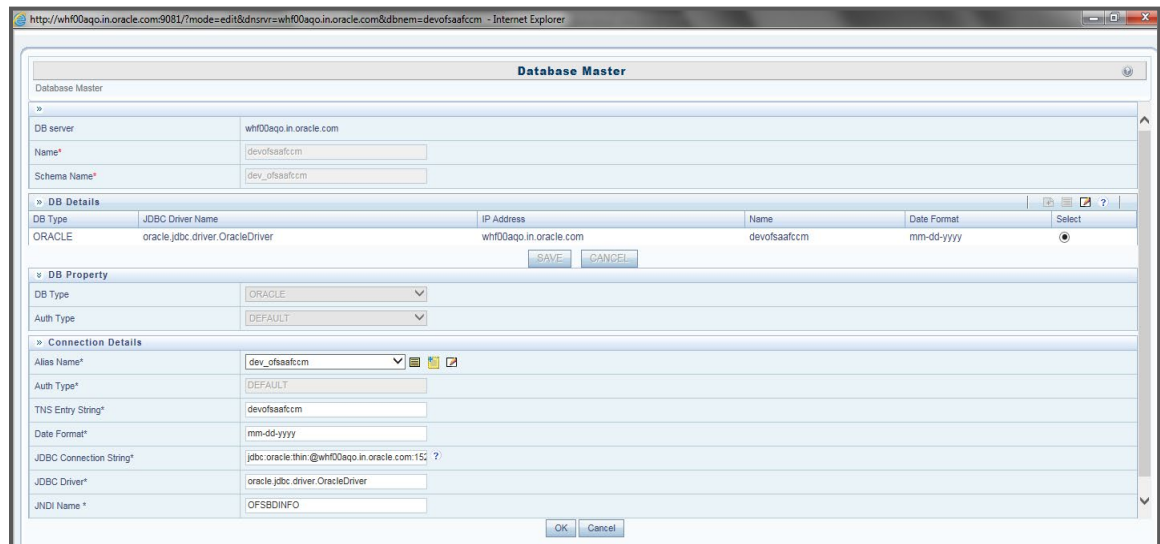 http://whf00aqo.in.oracle.com:9081/?mode=edit&dnsrvr=whf00aqo.in.oracle.com&dbnem=devofsaafccm - Internet Explorer
Database Master
Database Master
»
DB server whf00aqo.in.oracle.com
Name* devofsaafccm
Schema Name* dev_ofsaafccm
» DB Details
DB Type JDBC Driver Name IP Address Name Date Format Select
ORACLE oracle.jdbc.driver.OracleDriver whf00aqo.in.oracle.com devofsaafccm mm-dd-yyyy
SAVE CANCEL
DB Property
DB Type ORACLE
Auth Type DEFAULT
» Connection Details
Alias Name* dev_ofsaafccm
Auth Type* DEFAULT
TNS Entry String* devofsaafccm
Date Format* mm-dd-yyyy
JDBC Connection String* jdbc:oracle:thin:@whf00aqo.in.oracle.com:152 ?
JDBC Driver* oracle.jdbc.driver.OracleDriver
JNDI Name * OFSBDINFO
OK Cancel